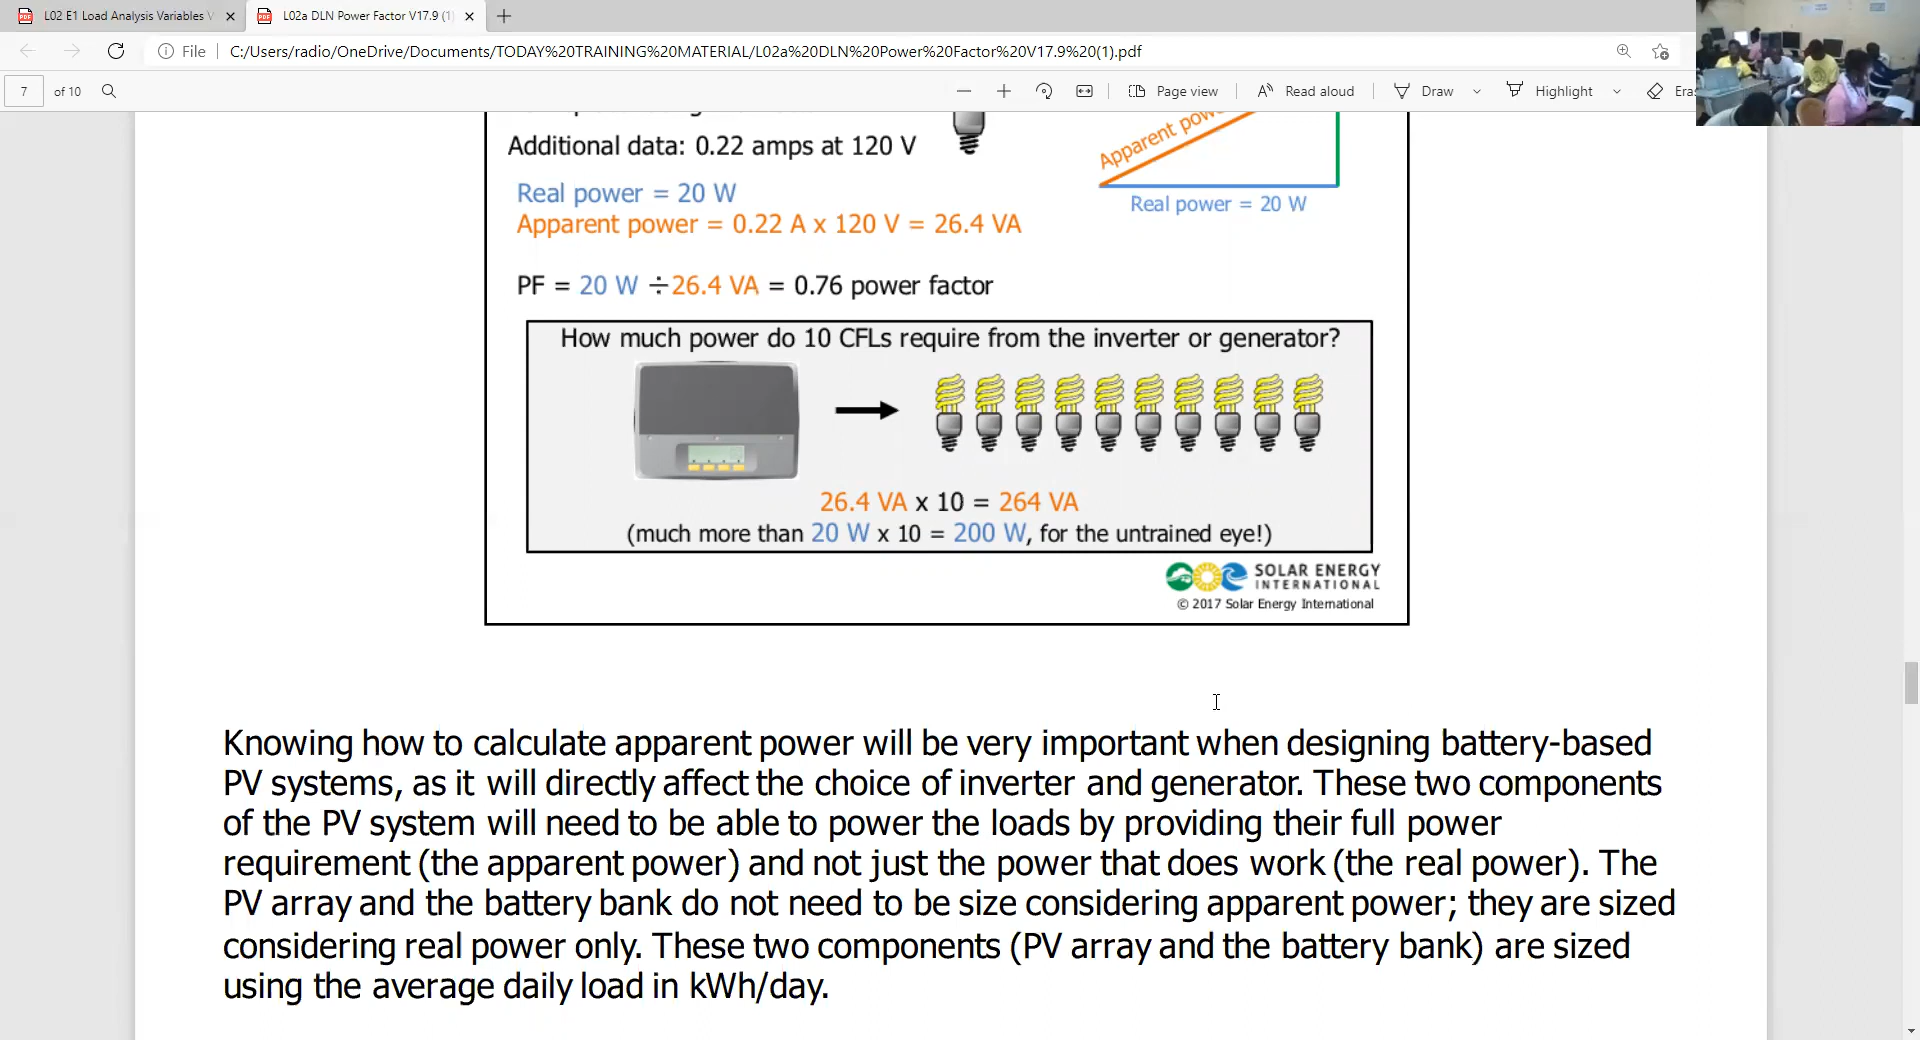 L02 E1 Load Analysis Variables V
L02a DLN Power Factor V17.9 (1)
File
C:/Users/radio/OneDrive/Documents/TODAY%20TRAINING%20MATERIAL/L02a%20DLN%20Power%20Factor%20V17.9%20(1).pdf
7 of 10
Page view
Read aloud
Draw
Highlight
Eras
Additional data: 0.22 amps at 120 V
Apparent pow
Real power = 20 W
Real power = 20 W
Apparent power = 0.22 A x 120 V = 26.4 VA
PF = 20 W ÷ 26.4 VA = 0.76 power factor
How much power do 10 CFLs require from the inverter or generator?
26.4 VA x 10 = 264 VA
(much more than 20 W x 10 = 200 W, for the untrained eye!)
SOLAR ENERGY
INTERNATIONAL
© 2017 Solar Energy International
Knowing how to calculate apparent power will be very important when designing battery-based
PV systems, as it will directly affect the choice of inverter and generator. These two components
of the PV system will need to be able to power the loads by providing their full power
requirement (the apparent power) and not just the power that does work (the real power). The
PV array and the battery bank do not need to be size considering apparent power; they are sized
considering real power only. These two components (PV array and the battery bank) are sized
using the average daily load in kWh/day.